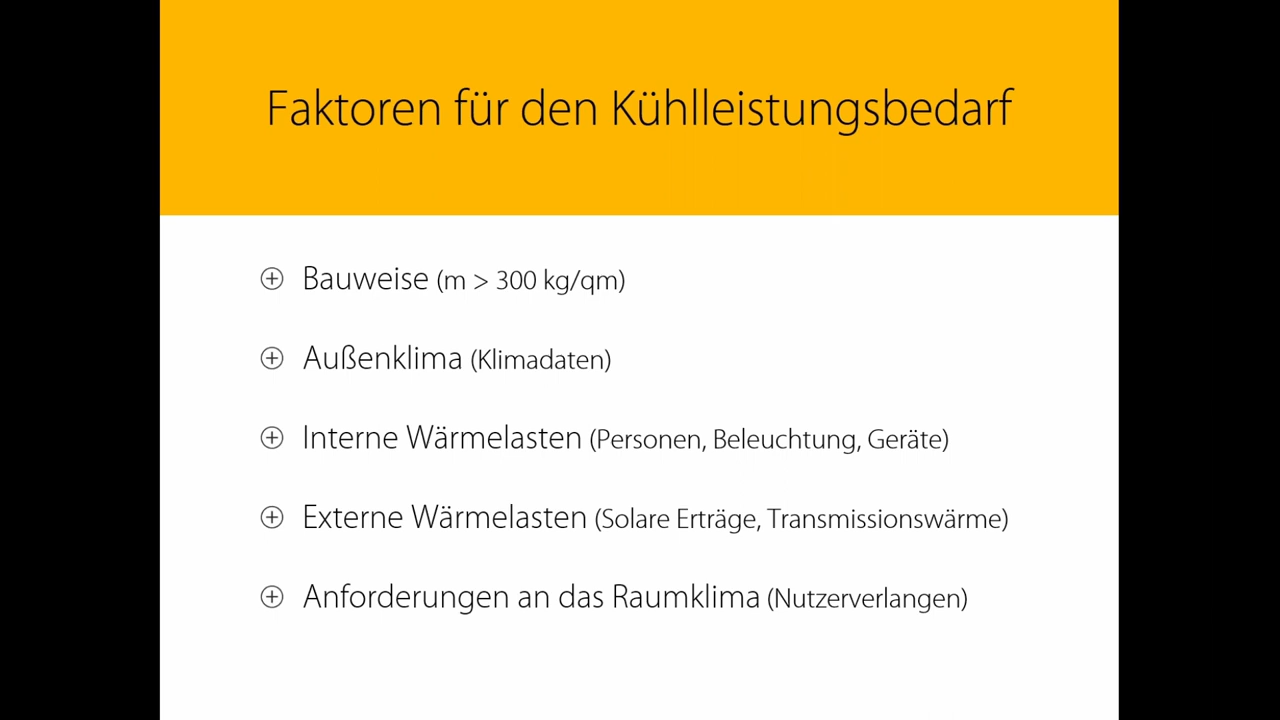 Faktoren für den Kühlleistungsbedarf
Bauweise (m > 300 kg/qm)
Außenklima (Klimadaten)
Interne Wärmelasten (Personen, Beleuchtung, Geräte)
Externe Wärmelasten (Solare Erträge, Transmissionswärme)
Anforderungen an das Raumklima (Nutzerverlangen)